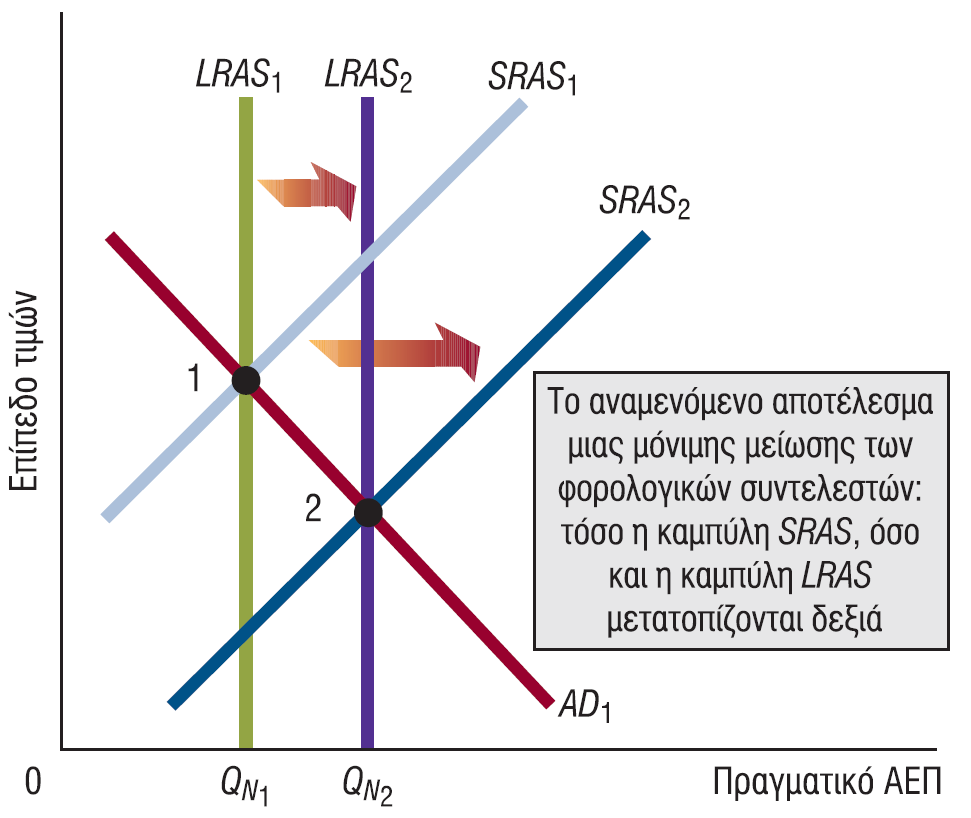 LRAS1
LRAS2
SRAS1
SRAS2
Επίπεδο τιμών
1
2
Το αναμενόμενο αποτέλεσμα
μιας μόνιμης μείωσης των
φορολογικών συντελεστών:
τόσο η καμπύλη SRAS, όσο
και η καμπύλη LRAS
μετατοπίζονται δεξιά
AD1
0
QN1
QN2
Πραγματικό ΑΕΠ